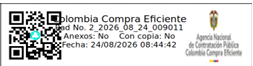 Colombia Compra Eficiente
Rad No. 2_2026_08_24_009011
Anexos: No Con copia: No
Fecha: 24/08/2026 08:44:42
Agencia Nacional
de Contratación Pública
Colombia Compra Eficiente